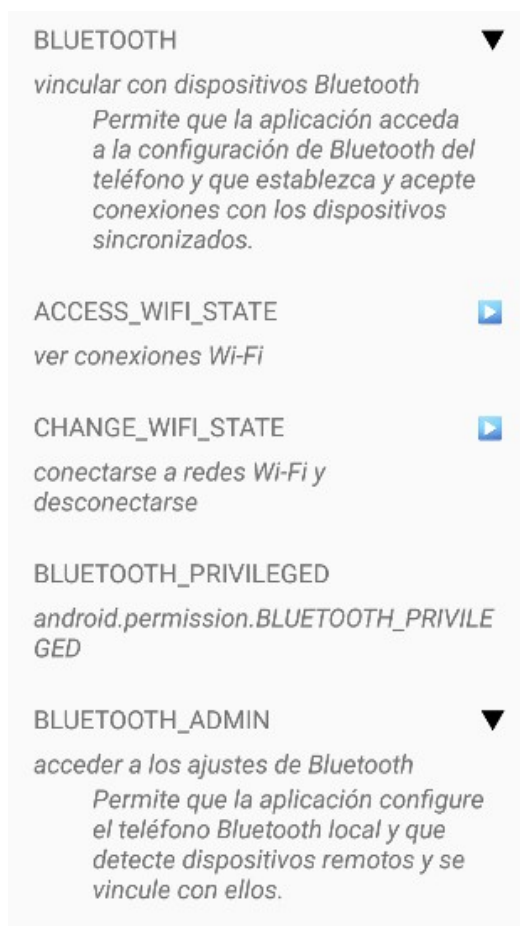 BLUETOOTH
vincular con dispositivos Bluetooth
Permite que la aplicación acceda
a la configuración de Bluetooth del
teléfono y que establezca y acepte
conexiones con los dispositivos
sincronizados.
ACCESS_WIFI_STATE
ver conexiones Wi-Fi
CHANGE_WIFI_STATE
conectarse a redes Wi-Fi y
desconectarse
BLUETOOTH_PRIVILEGED
android.permission.BLUETOOTH_PRIVILE
GED
BLUETOOTH_ADMIN
acceder a los ajustes de Bluetooth
Permite que la aplicación configure
el teléfono Bluetooth local y que
detecte dispositivos remotos y se
vincule con ellos.